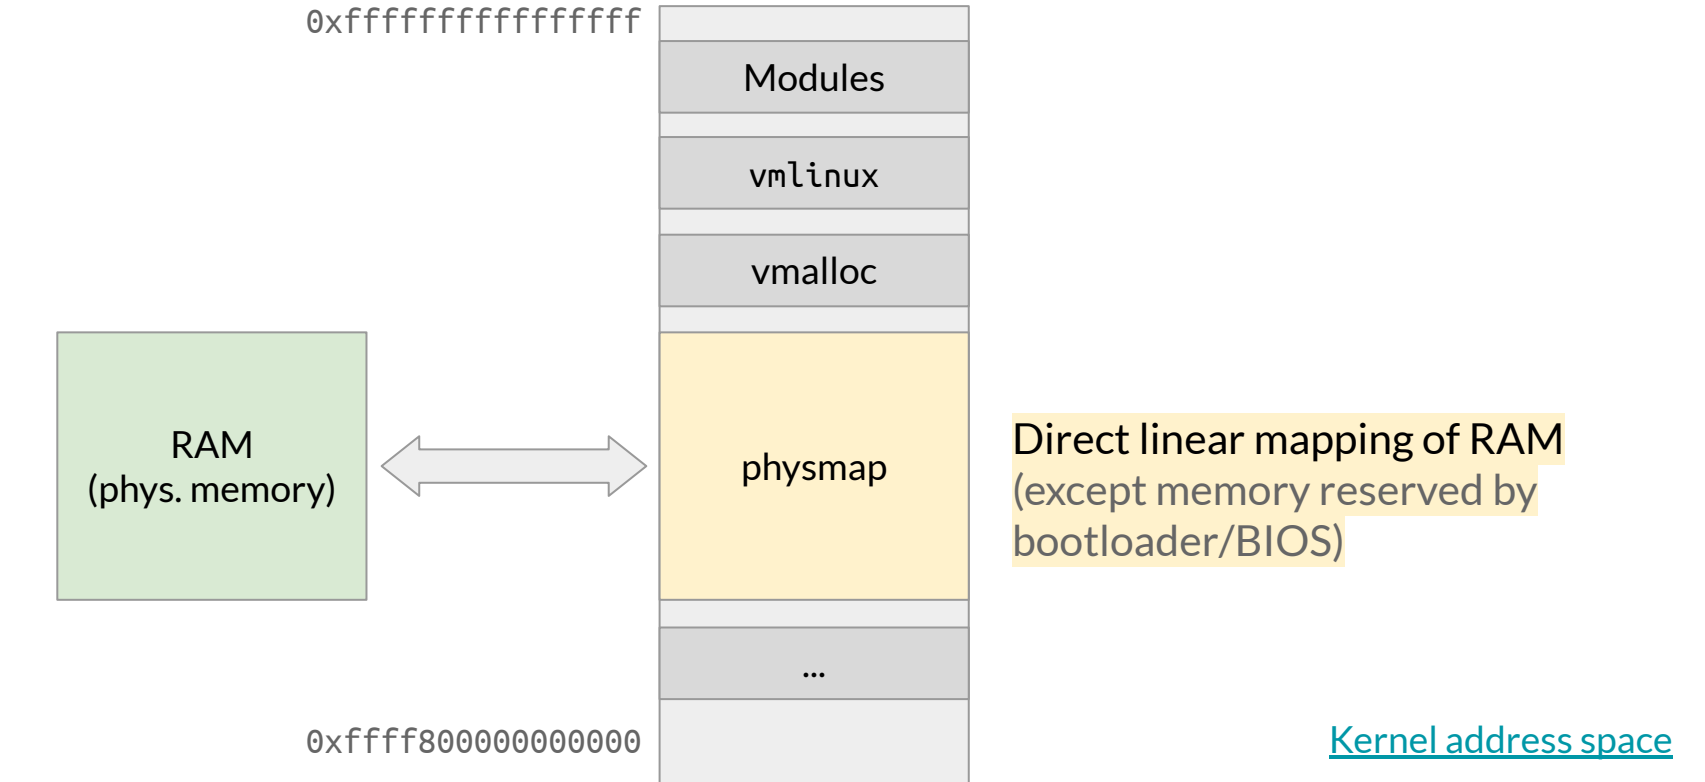 0xffffffffffffffff
Modules
vmlinux
vmalloc
RAM
(phys. memory)
physmap
Direct linear mapping of RAM
(except memory reserved by
bootloader/BIOS)
...
0xffff800000000000
Kernel address space